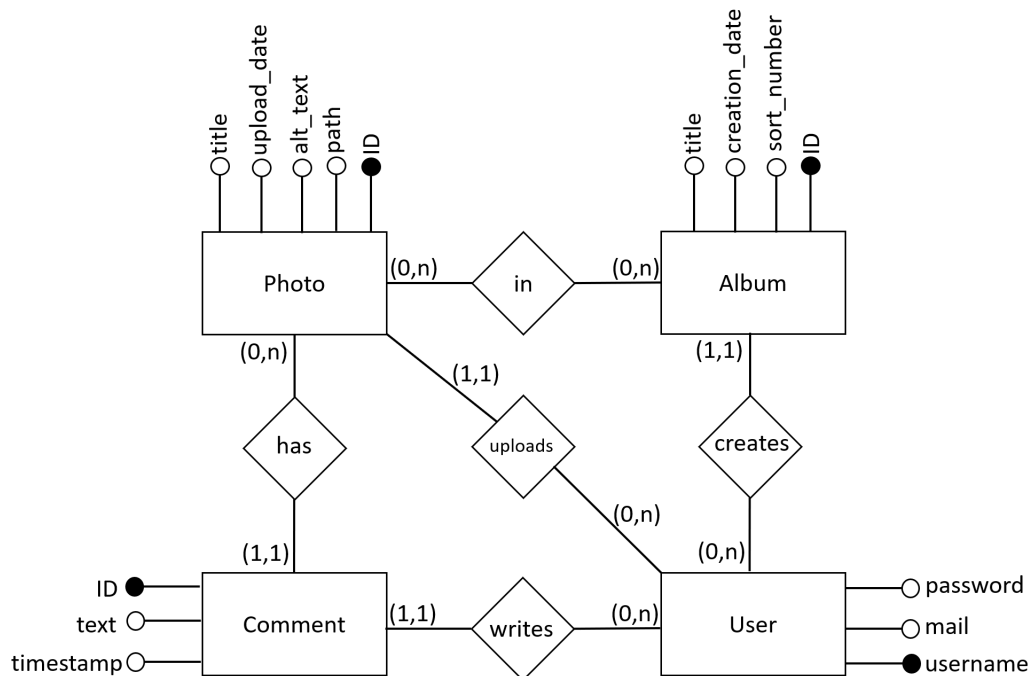 title
upload_date
alt_text
path
ID
title
creation_date
sort_number
ID
Photo
(0,n)
in
(0,n)
Album
(0,n)
(1,1)
(1,1)
has
uploads
creates
(0,n)
(1,1)
(0,n)
ID
text
timestamp
Comment
(1,1)
writes
(0,n)
User
password
mail
username